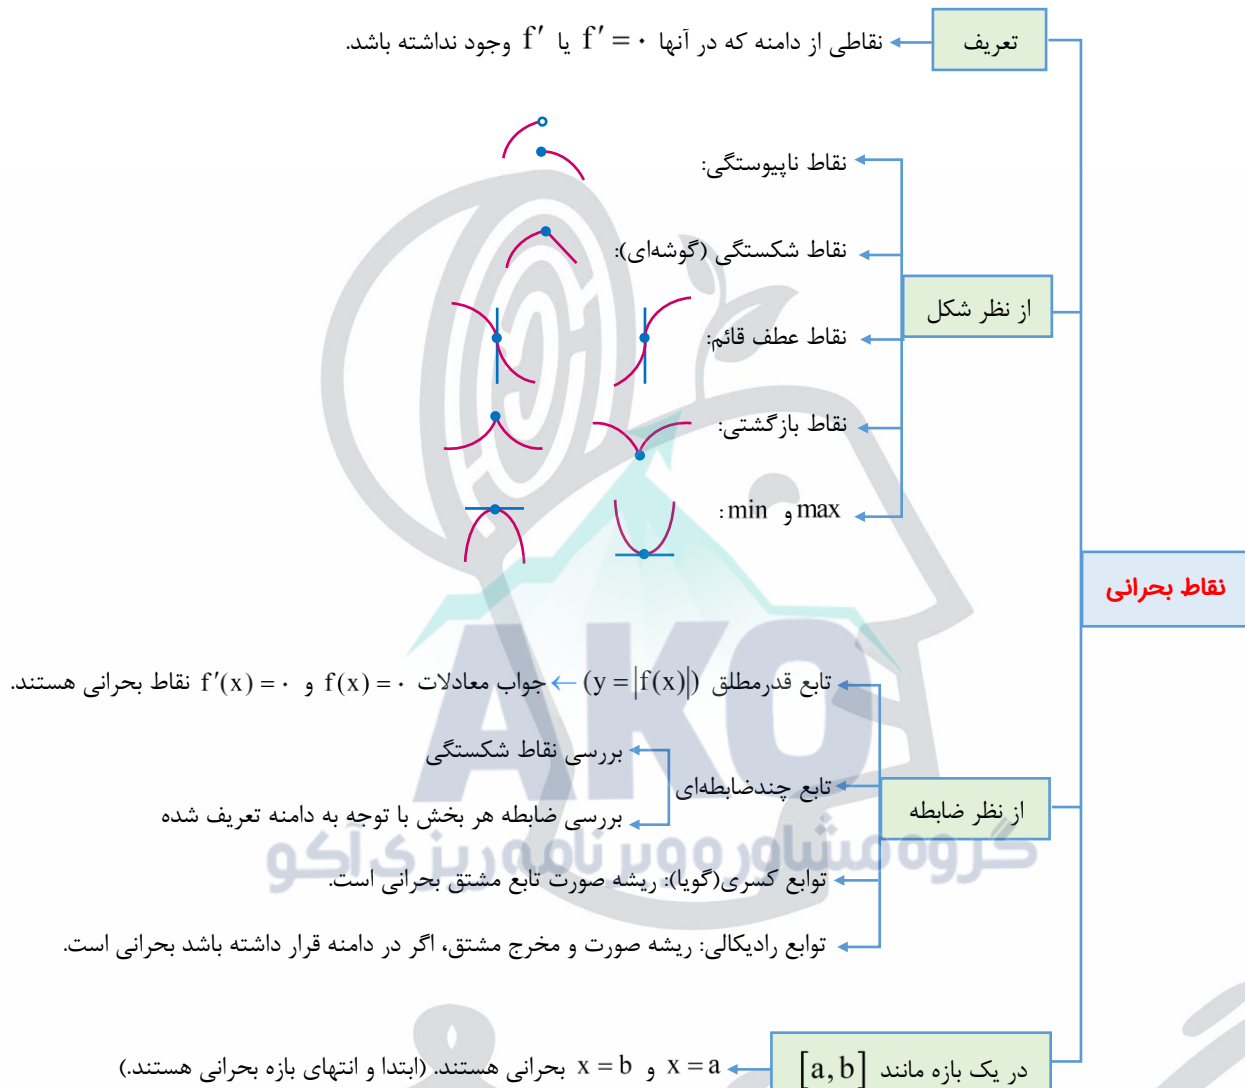 تعریف
نقاطی از دامنه که در آنها f′ = ۰ یا f′ وجود نداشته باشد.
نقاط ناپیوستگی:
نقاط شکستگی (گوشه‌ای):
از نظر شکل
نقاط عطف قائم:
نقاط بازگشتی:
max و min:
نقاط بحرانی
تابع قدرمطلق (y = |f(x)|) ← جواب معادلات f(x) = ۰ و f′(x) = ۰ نقاط بحرانی هستند.
بررسی نقاط شکستگی
تابع چندضابطه‌ای
بررسی ضابطه هر بخش با توجه به دامنه تعریف شده
از نظر ضابطه
AKO
گروه مشاوره و برنامه ریزی آکو
توابع کسری(گویا): ریشه صورت تابع مشتق بحرانی است.
توابع رادیکالی: ریشه صورت و مخرج مشتق، اگر در دامنه قرار داشته باشد بحرانی است.
در یک بازه مانند [a, b]
x = a و x = b بحرانی هستند. (ابتدا و انتهای بازه بحرانی هستند.)